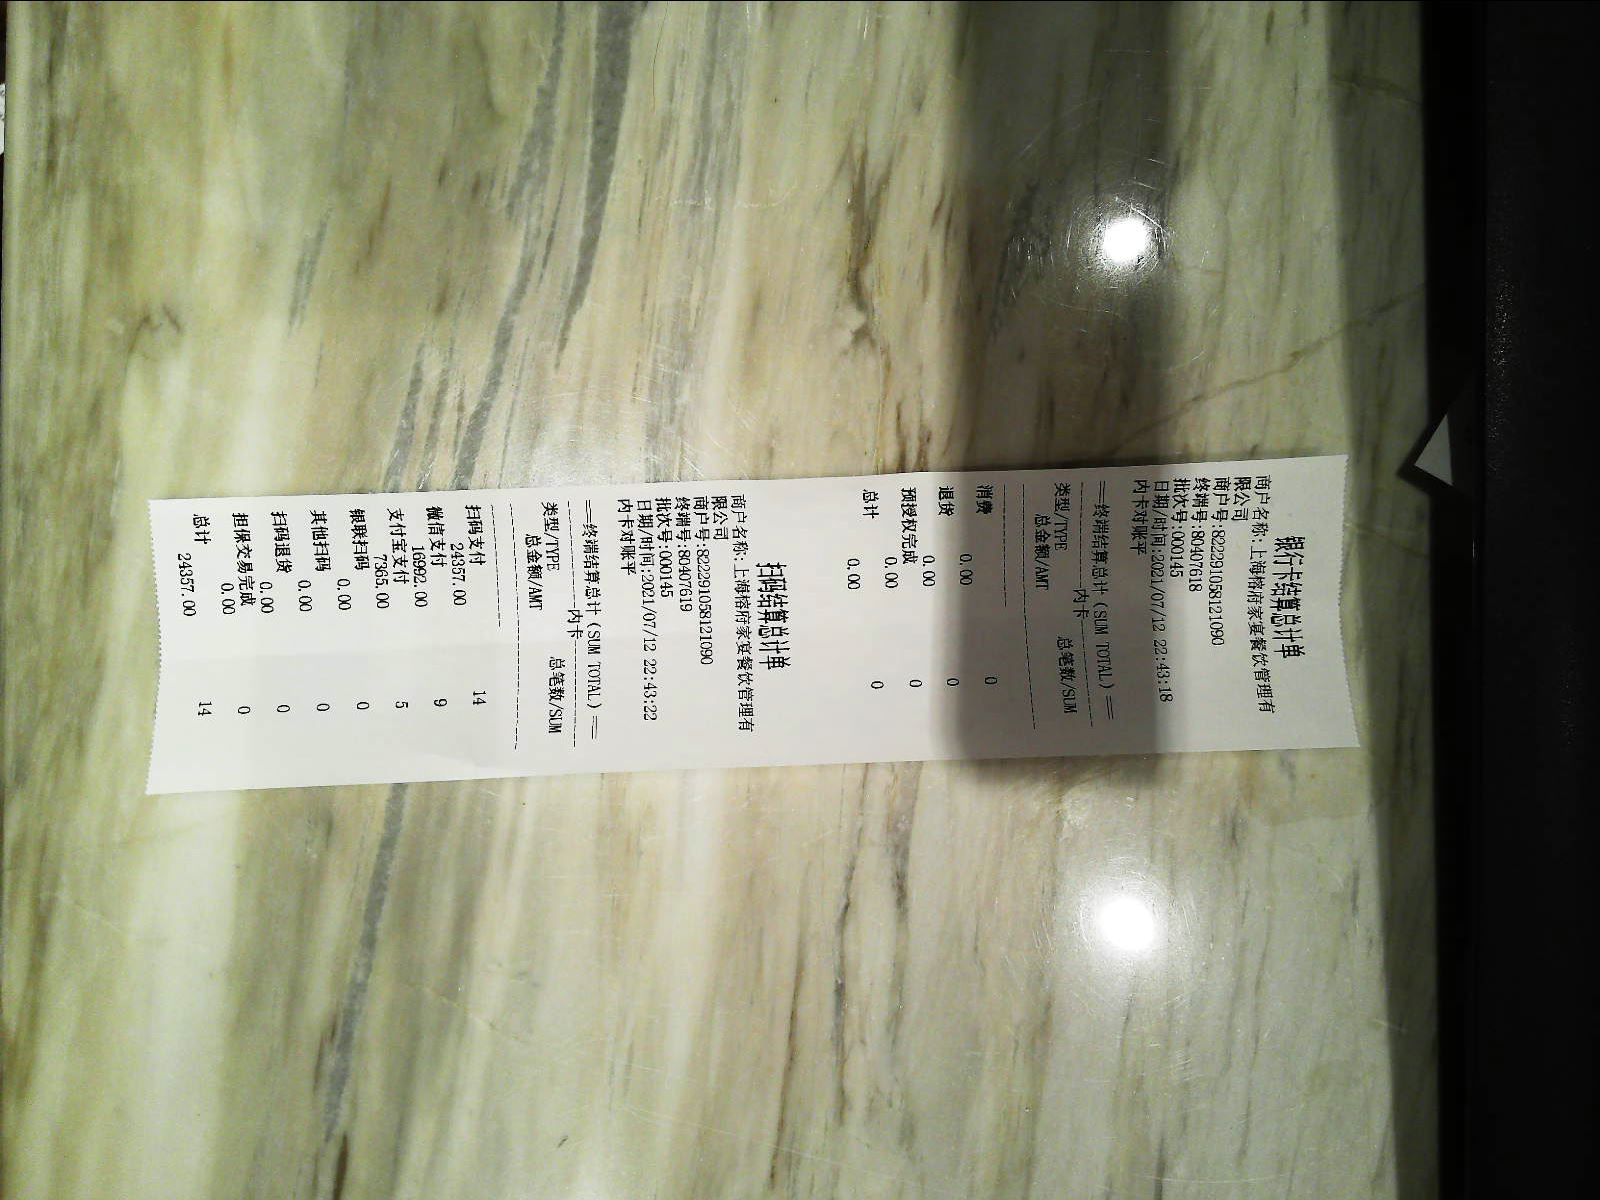 银行卡结算总计单
商户名称:上海榕府家宴餐饮管理有
限公司
商户号:822291058121090
终端号:80407618
批次号:000145
日期/时间:2021/07/12 22:43:18
内卡对账平
==终端结算总计(SUM TOTAL)==
----------内卡----------
类型/TYPE 总笔数/SUM
总金额/AMT
消费 0
0.00
退货 0
0.00
预授权完成 0
0.00
总计 0
0.00
扫码结算总计单
商户名称:上海榕府家宴餐饮管理有
限公司
商户号:822291058121090
终端号:80407619
批次号:000145
日期/时间:2021/07/12 22:43:22
内卡对账平
==终端结算总计(SUM TOTAL)==
----------内卡----------
类型/TYPE 总笔数/SUM
总金额/AMT
扫码支付 14
24357.00
微信支付 9
16992.00
支付宝支付 5
7365.00
银联扫码 0
0.00
其他扫码 0
0.00
扫码退货 0
0.00
担保交易完成 0
0.00
总计 14
24357.00